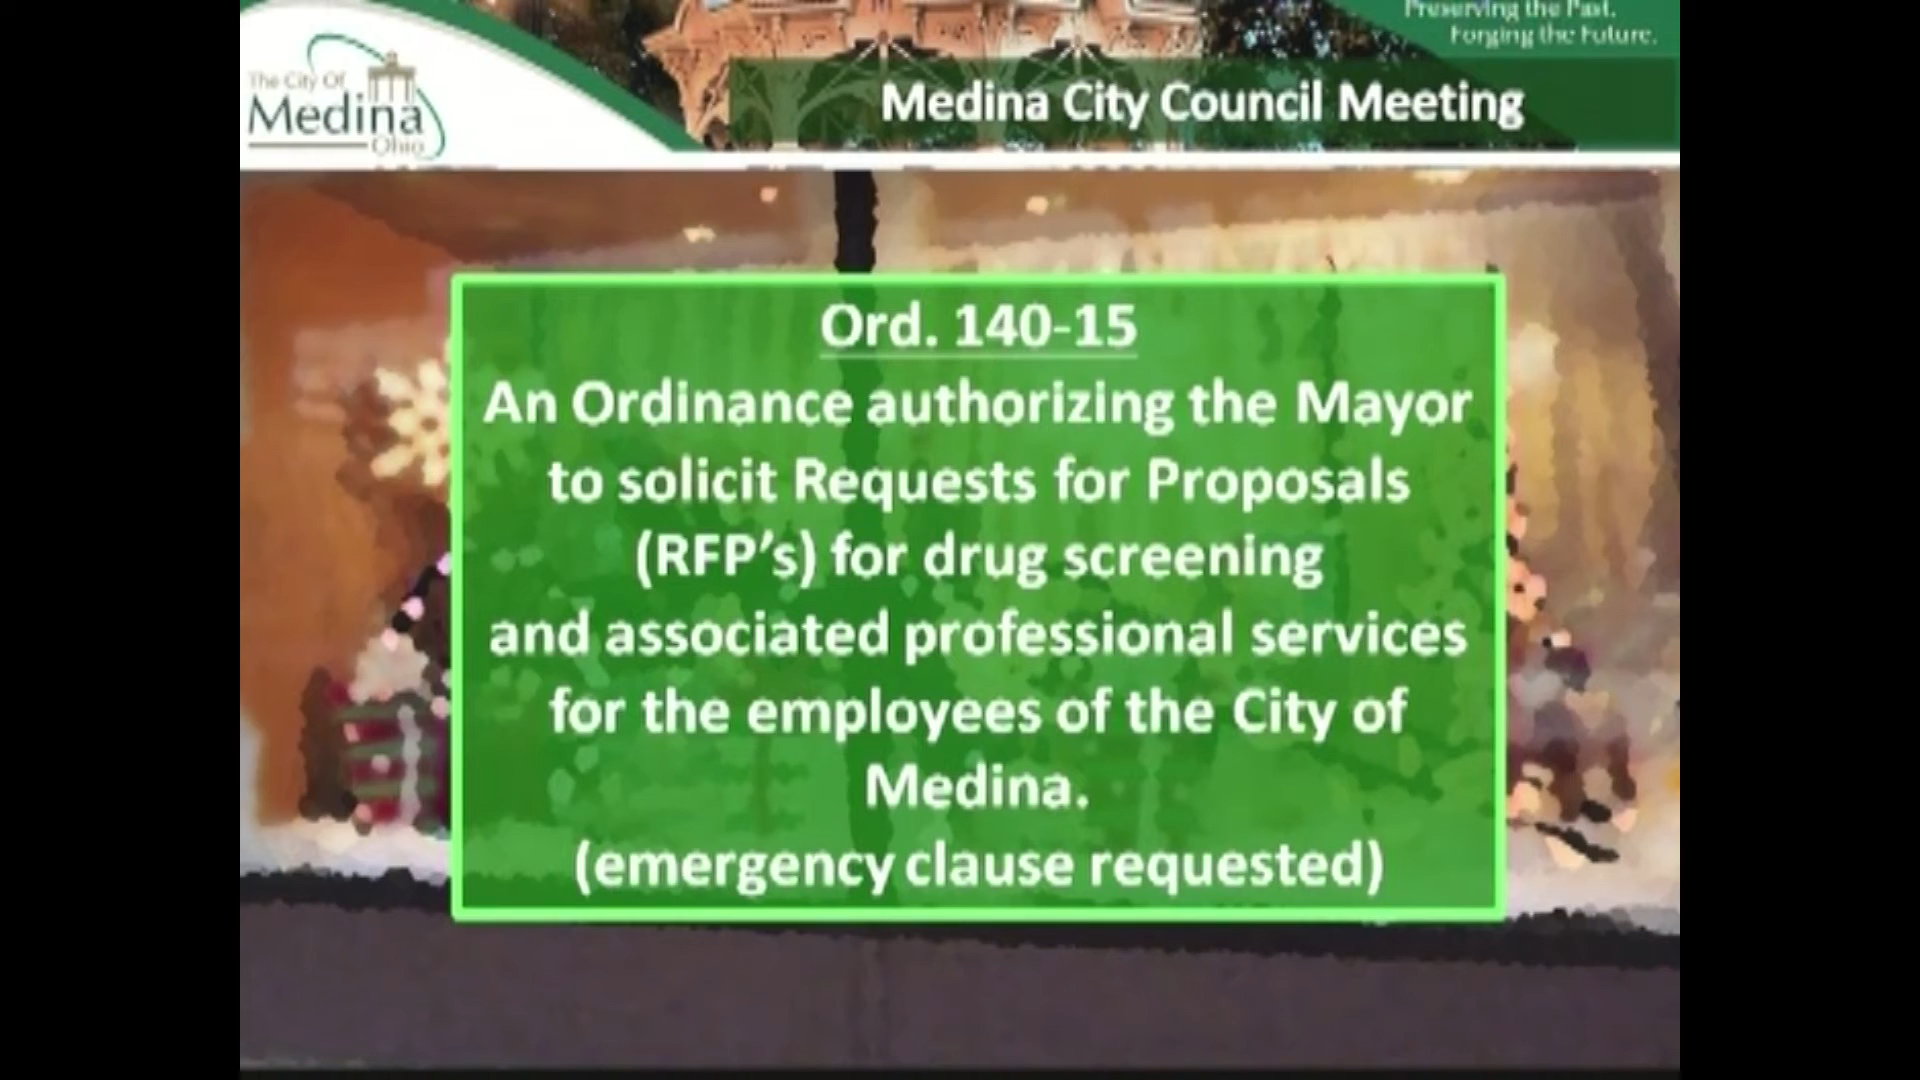 Preserving the Past.
Forging the Future.
The City Of
Medina
Ohio
Medina City Council Meeting
Ord. 140-15
An Ordinance authorizing the Mayor
to solicit Requests for Proposals
(RFP’s) for drug screening
and associated professional services
for the employees of the City of
Medina.
(emergency clause requested)